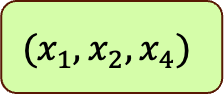 (x₁, x₂, x₄)